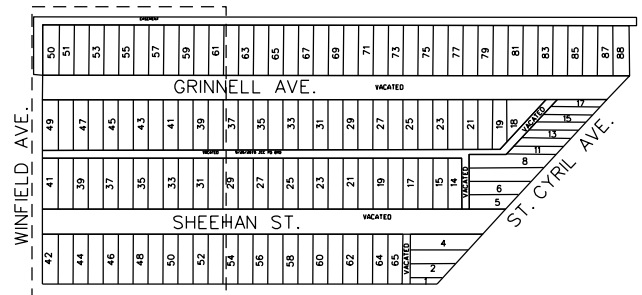 EASEMENT
50 51 53 55 57 59 61 63 65 67 69 71 73 75 77 79 81 83 85 87 88
GRINNELL AVE. VACATED
49 47 45 43 41 39 37 35 33 31 29 27 25 23 21 19 18
VACATED
17
15
13
11
VACATED
41 39 37 35 33 31 29 27 25 23 21 19 17 15 14
VACATED
8
6
5
SHEEHAN ST. VACATED
42 44 46 48 50 52 54 56 58 60 62 64 65
VACATED
4
2
1
WINFIELD AVE.
ST. CYRIL AVE.